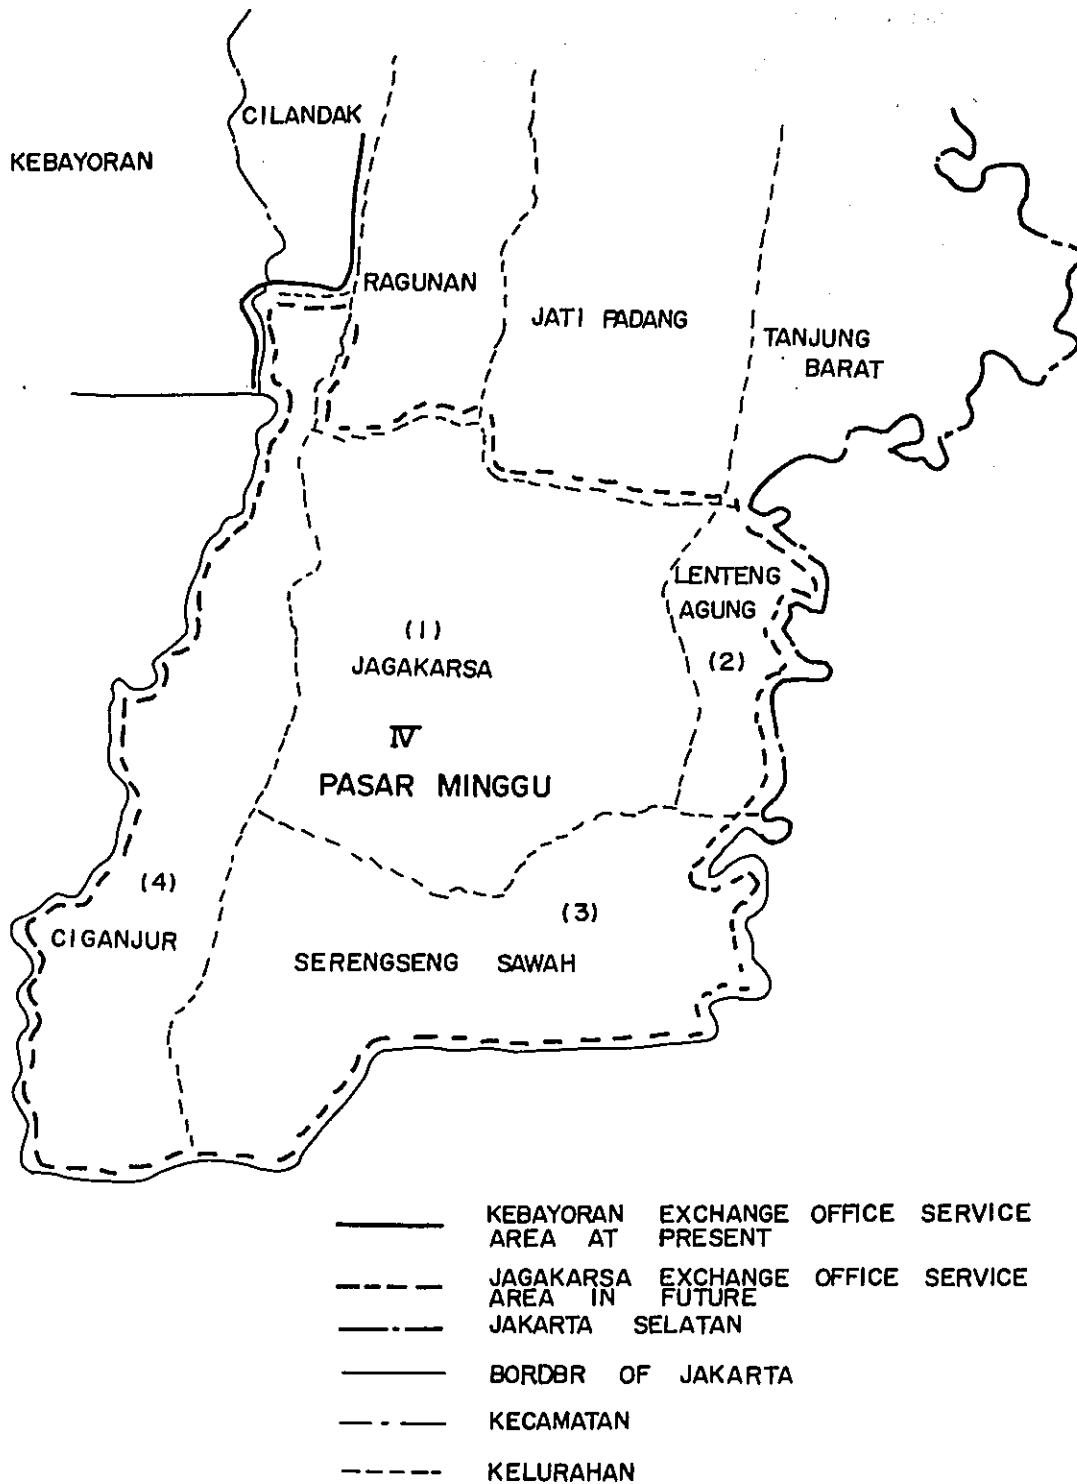 CILANDAK
KEBAYORAN
RAGUNAN
JATI PADANG
TANJUNG
BARAT
LENTENG
AGUNG
(1)
(2)
JAGAKARSA
IV
PASAR MINGGU
(4)
(3)
CIGANJUR
SERENGSENG SAWAH
KEBAYORAN EXCHANGE OFFICE SERVICE
AREA AT PRESENT
JAGAKARSA EXCHANGE OFFICE SERVICE
AREA IN FUTURE
JAKARTA SELATAN
BORDBR OF JAKARTA
KECAMATAN
KELURAHAN